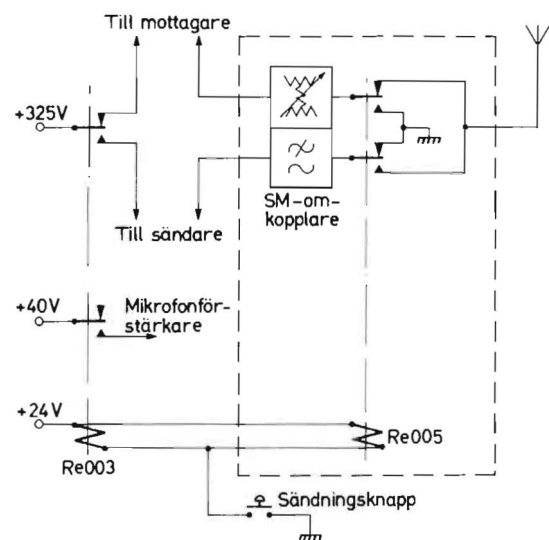 Till mottagare
+325V
SM-om-
kopplare
Till sändare
+40V
Mikrofonför-
stärkare
+24V
Re003
Re005
Sändningsknapp